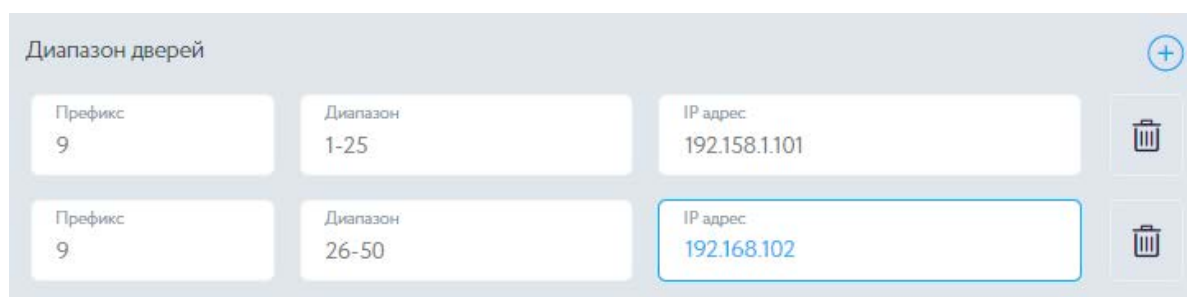 Диапазон дверей
Префикс Диапазон IP адрес
9 1-25 192.158.1.101
Префикс Диапазон IP адрес
9 26-50 192.168.102